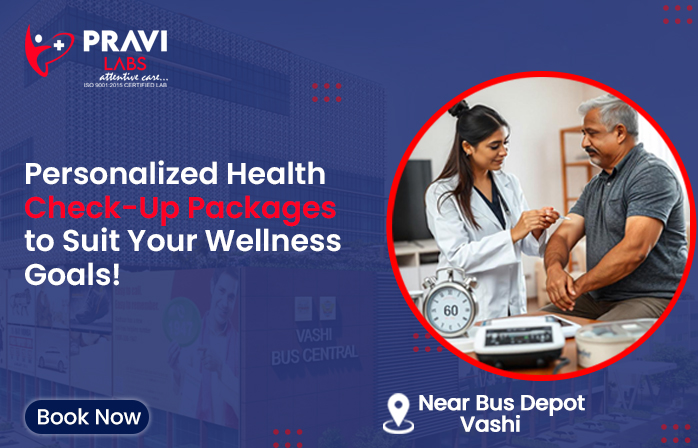 PRAVI
LABS
attentive care...
ISO 9001:2015 CERTIFIED LAB
Personalized Health
Check-Up Packages
to Suit Your Wellness
Goals!
60
VASHI
BUS CENTRAL
Book Now
Near Bus Depot
Vashi